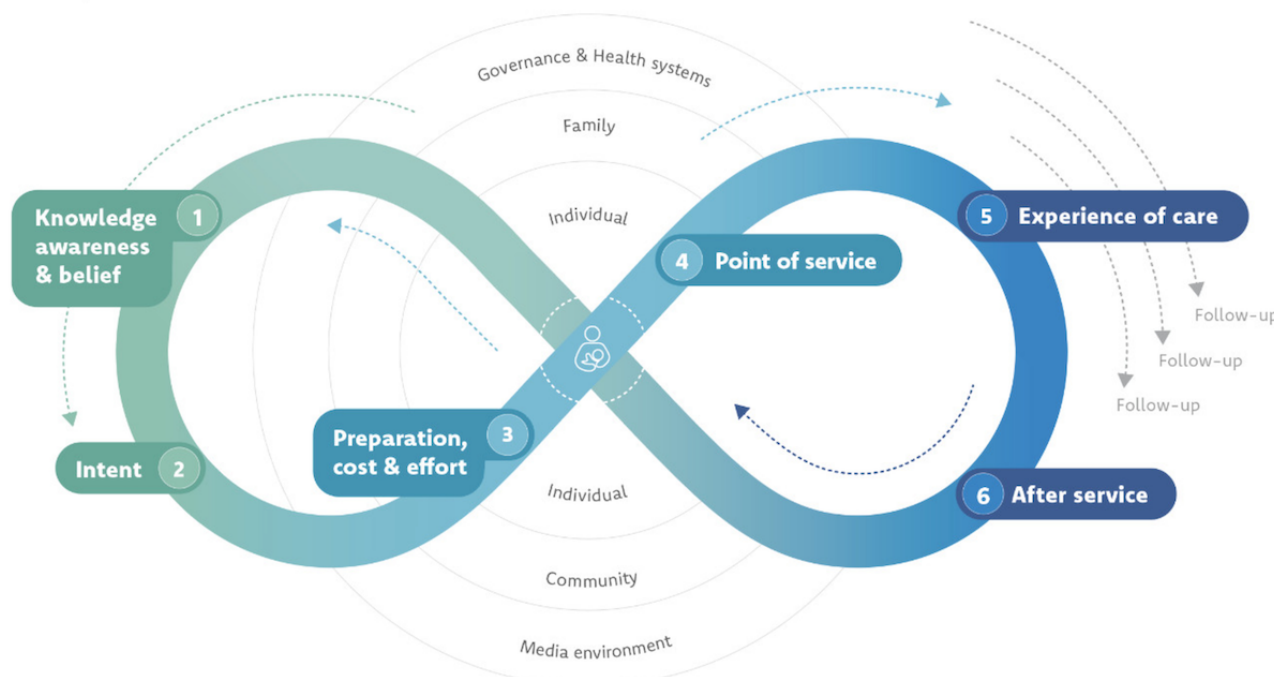 Governance & Health systems
Family
Individual
1
Knowledge
awareness
& belief
4
Point of service
5
Experience of care
Follow-up
Follow-up
Follow-up
3
Preparation,
cost & effort
Intent
2
6
After service
Individual
Community
Media environment